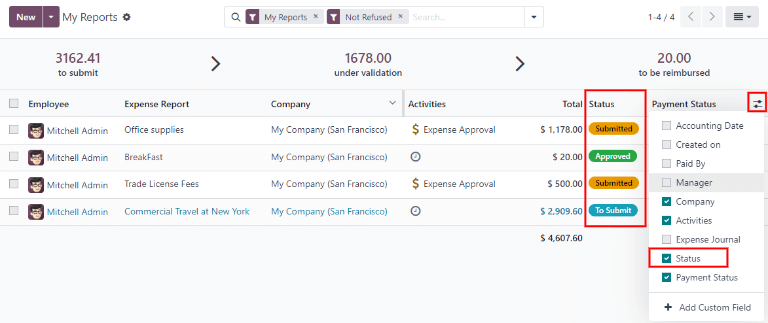 New My Reports My Reports × Not Refused × Search... 1-4 / 4
3162.41 1678.00 20.00
to submit under validation to be reimbursed
Employee Expense Report Company Activities Total Status Payment Status
Mitchell Admin Office supplies My Company (San Francisco) $ Expense Approval $ 1,178.00 Submitted
Mitchell Admin BreakFast My Company (San Francisco) $ 20.00 Approved
Mitchell Admin Trade License Fees My Company (San Francisco) $ Expense Approval $ 500.00 Submitted
Mitchell Admin Commercial Travel at New York My Company (San Francisco) $ 2,909.60 To Submit
$ 4,607.60
Accounting Date
Created on
Paid By
Manager
Company
Activities
Expense Journal
Status
Payment Status
+ Add Custom Field